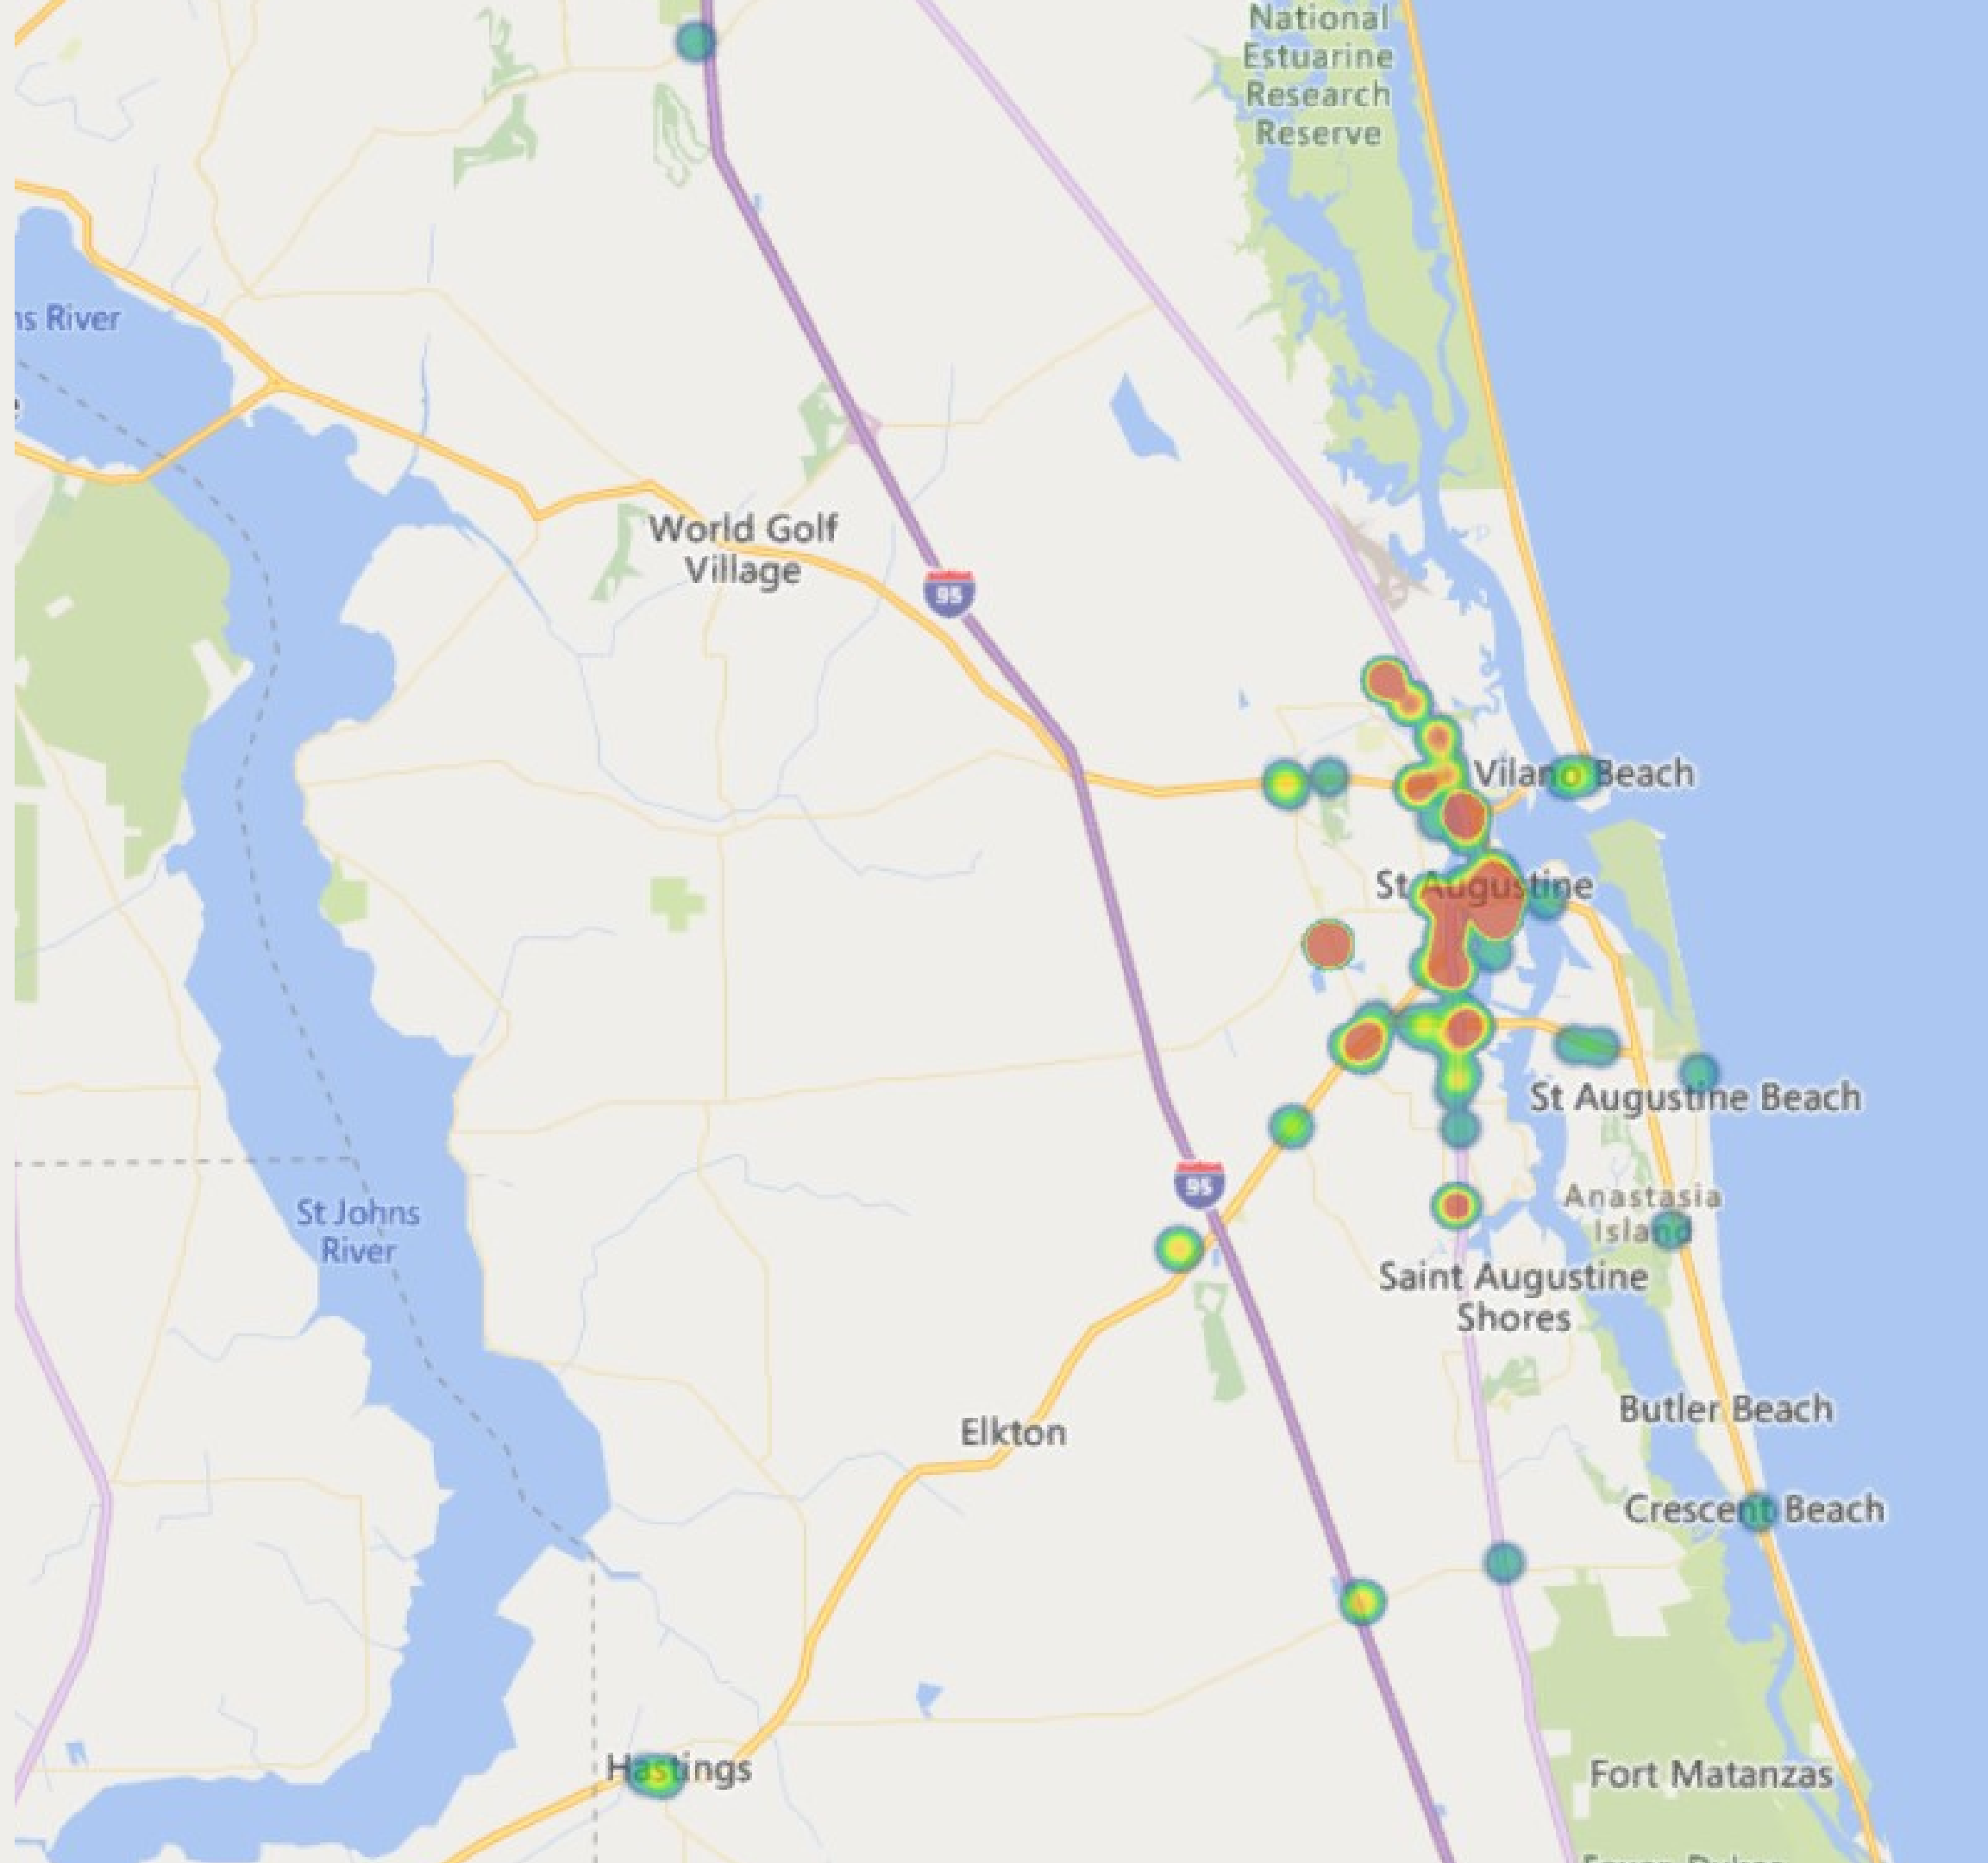 National
Estuarine
Research
Reserve
ns River
e
World Golf
Village
95
Vilano Beach
St Augustine
St Augustine Beach
95
Anastasia
Island
St Johns
River
Saint Augustine
Shores
Butler Beach
Elkton
Crescent Beach
Hastings
Fort Matanzas